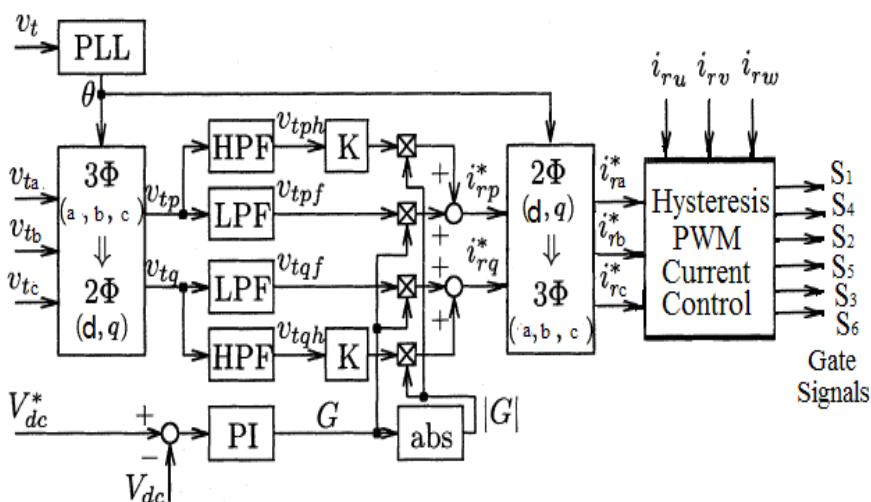 v_t
PLL
θ
i_ru i_rv i_rw
v_ta
v_tb
v_tc
3Φ
(a, b, c)
⇓
2Φ
(d, q)
v_tp
v_tq
HPF
v_tph
K
LPF
v_tpf
LPF
v_tqf
HPF
v_tqh
K
+
+
+
+
i*_rp
i*_rq
2Φ
(d, q)
⇓
3Φ
(a, b, c)
i*_ra
i*_rb
i*_rc
Hysteresis
PWM
Current
Control
S1
S4
S2
S5
S3
S6
Gate
Signals
V*_dc
+
−
V_dc
PI
G
abs
|G|